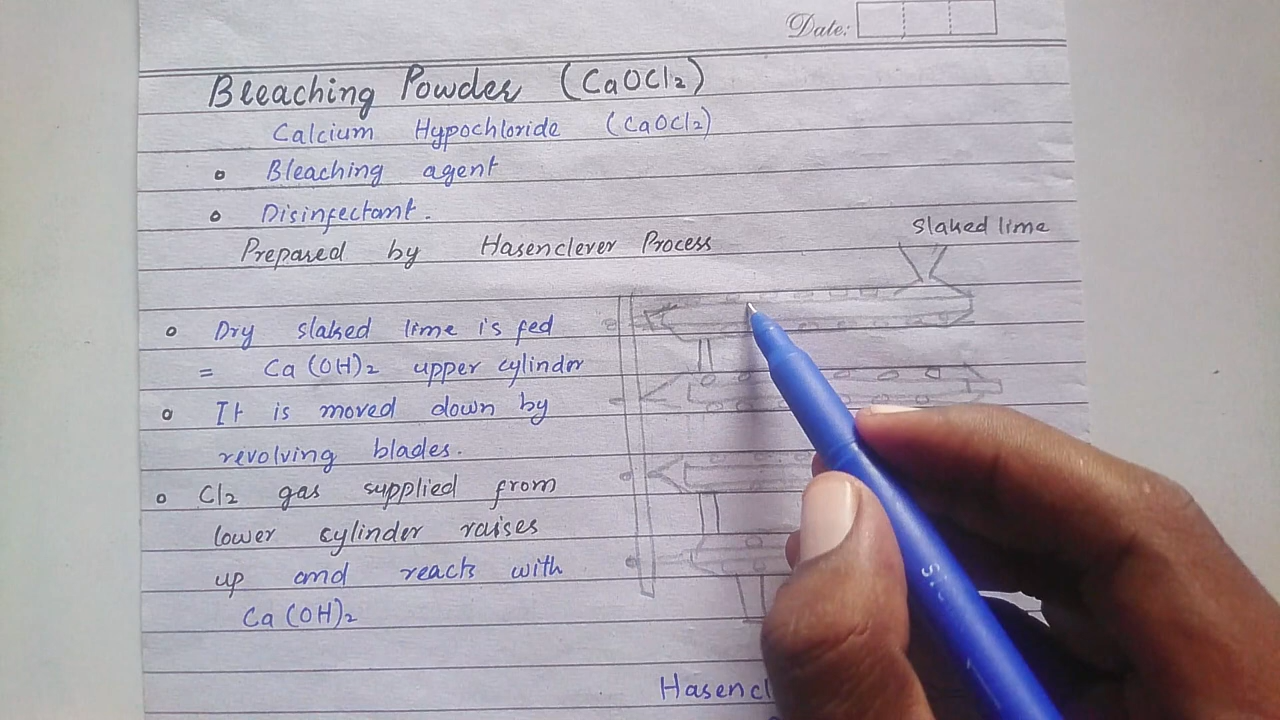 Date:
Bleaching Powder (CaOCl2)
Calcium Hypochloride (CaOCl2)
Bleaching agent
Disinfectant.
Prepared by Hasenclever Process
slaked lime
Dry slaked lime is fed
= Ca(OH)2 upper cylinder
It is moved down by
revolving blades.
Cl2 gas supplied from
lower cylinder raises
up and reacts with
Ca(OH)2
Hasencl